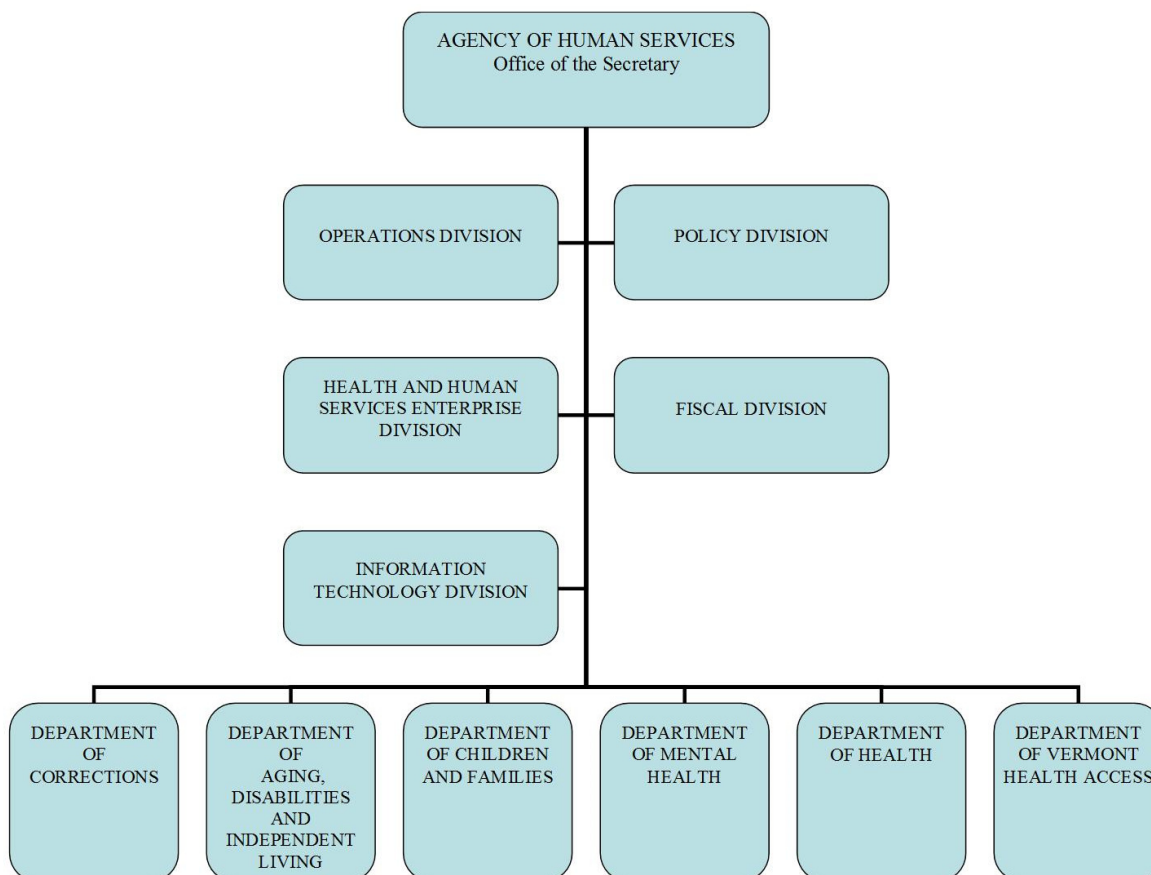 AGENCY OF HUMAN SERVICES
Office of the Secretary
OPERATIONS DIVISION
POLICY DIVISION
HEALTH AND HUMAN
SERVICES ENTERPRISE
DIVISION
FISCAL DIVISION
INFORMATION
TECHNOLOGY DIVISION
DEPARTMENT
OF
CORRECTIONS
DEPARTMENT
OF
AGING,
DISABILITIES
AND
INDEPENDENT
LIVING
DEPARTMENT
OF CHILDREN
AND FAMILIES
DEPARTMENT
OF MENTAL
HEALTH
DEPARTMENT
OF HEALTH
DEPARTMENT
OF VERMONT
HEALTH ACCESS